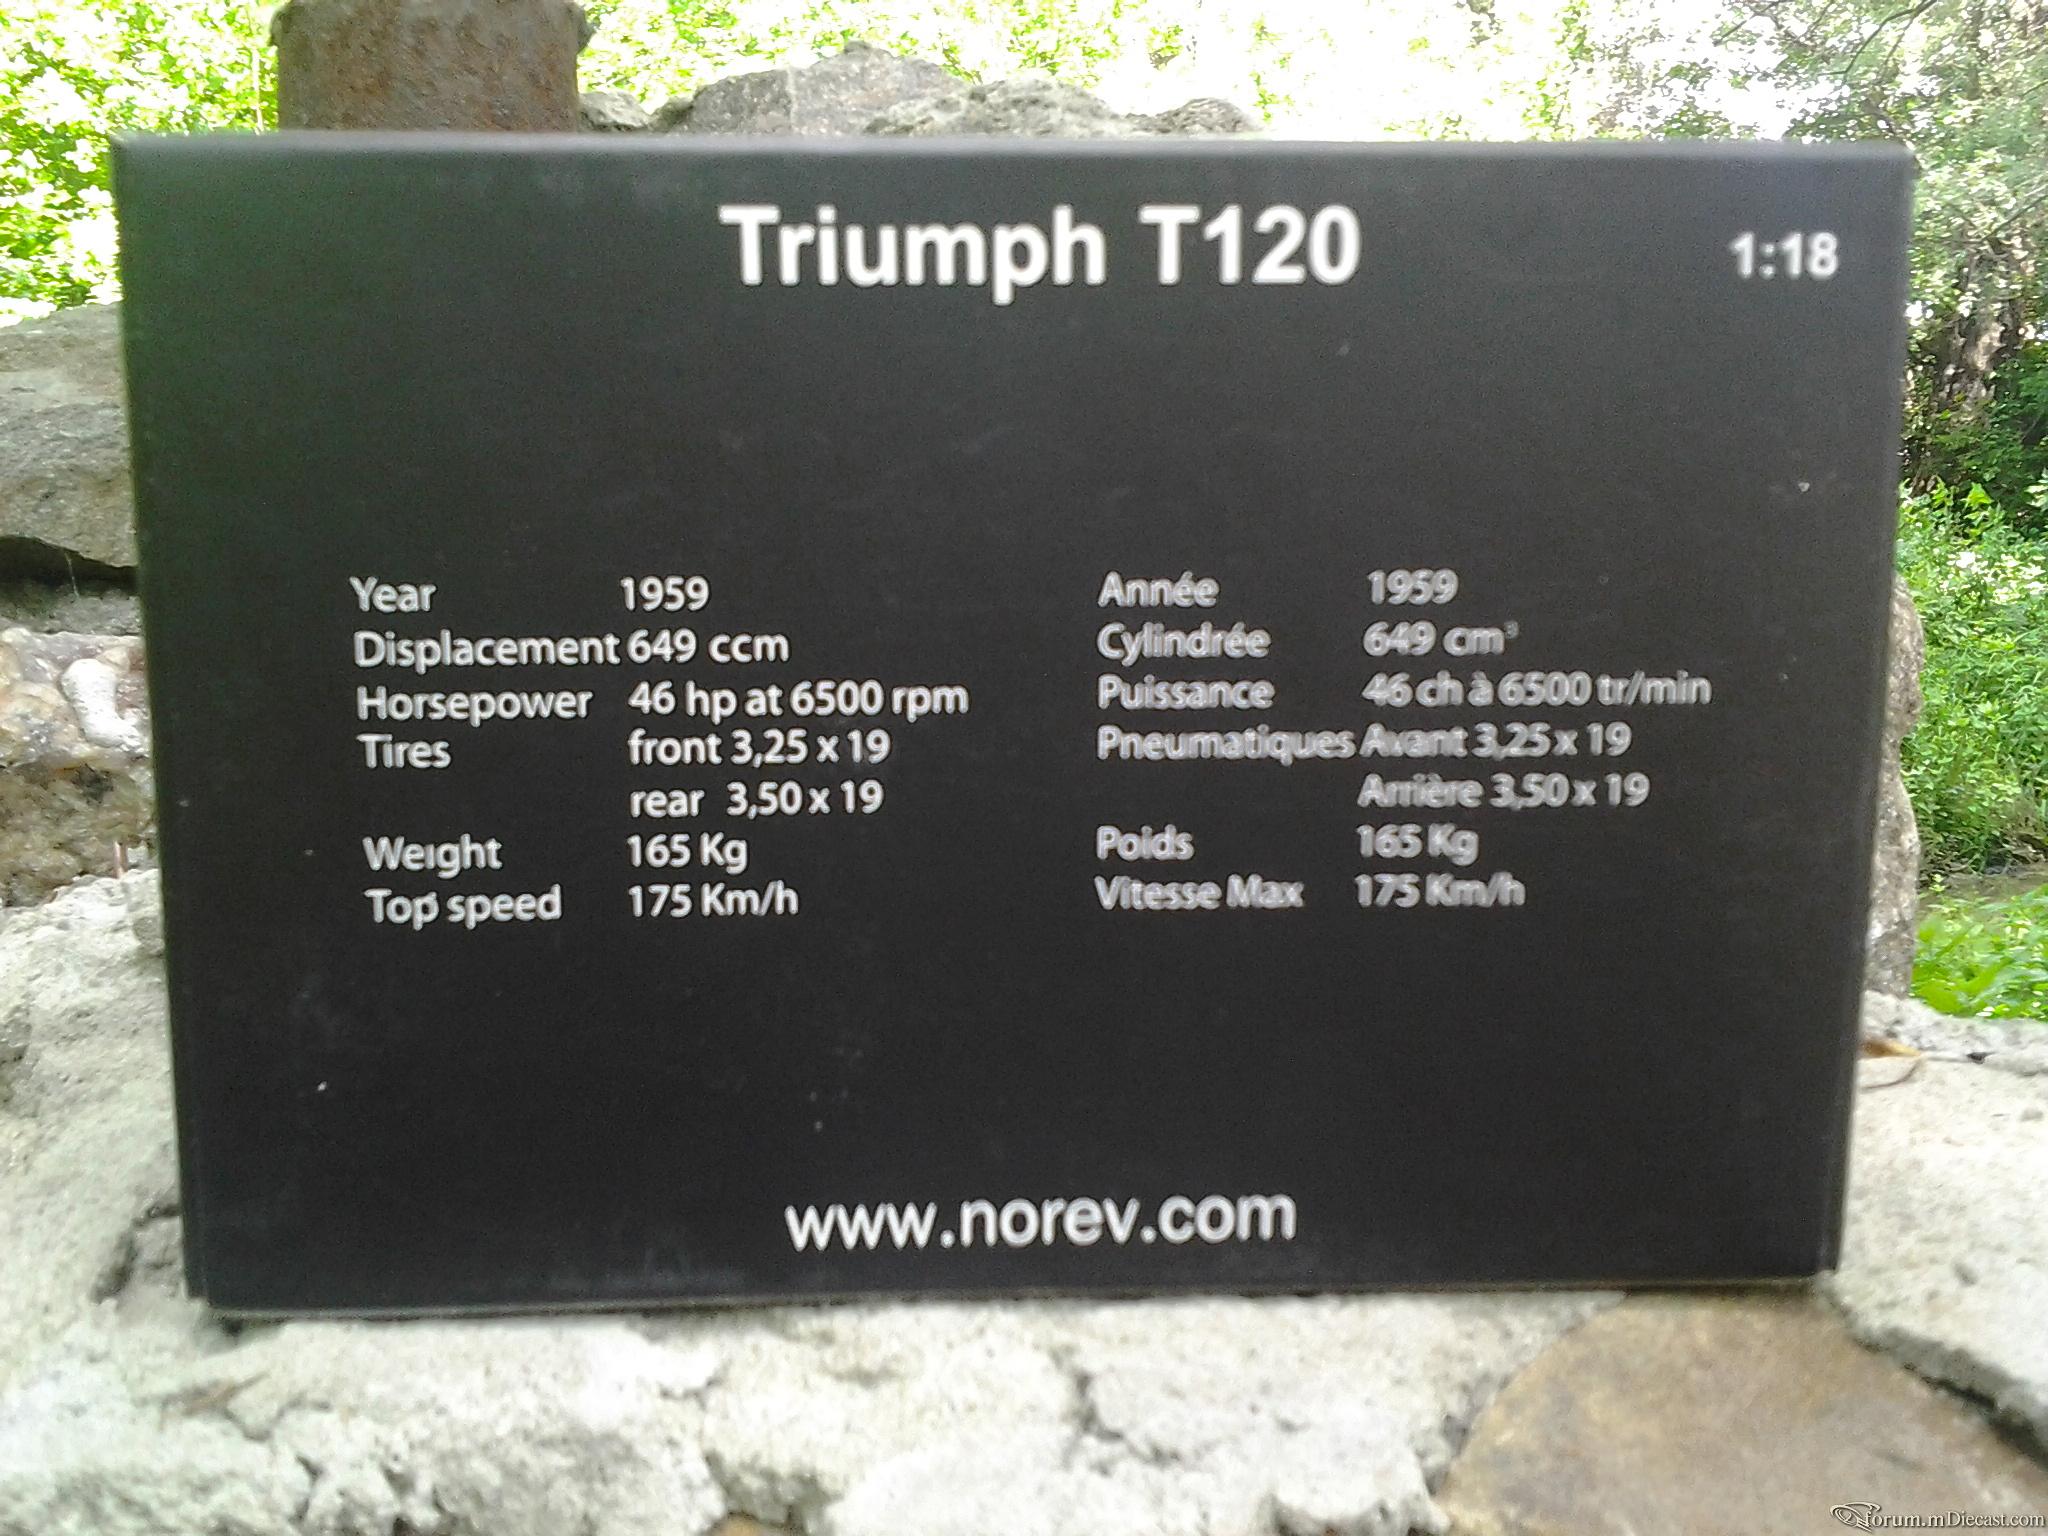 Triumph T120
1:18
Year 1959
Displacement 649 ccm
Horsepower 46 hp at 6500 rpm
Tires front 3,25 x 19
rear 3,50 x 19
Weight 165 Kg
Top speed 175 Km/h
Année 1959
Cylindrée 649 cm³
Puissance 46 ch à 6500 tr/min
Pneumatiques Avant 3,25 x 19
Arrière 3,50 x 19
Poids 165 Kg
Vitesse Max 175 Km/h
www.norev.com
forum.mDiecast.com